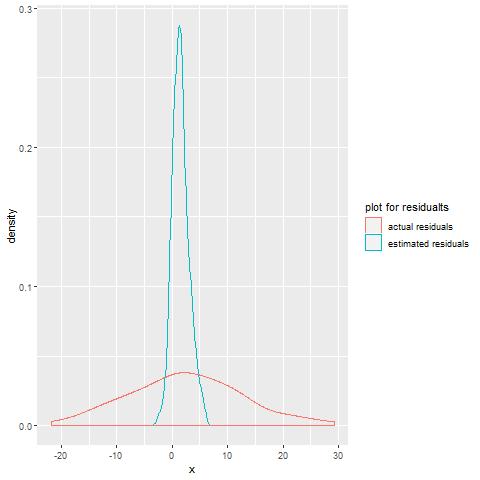 0.3
0.2
0.1
0.0
density
-20 -10 0 10 20 30
x
plot for residualts
actual residuals
estimated residuals